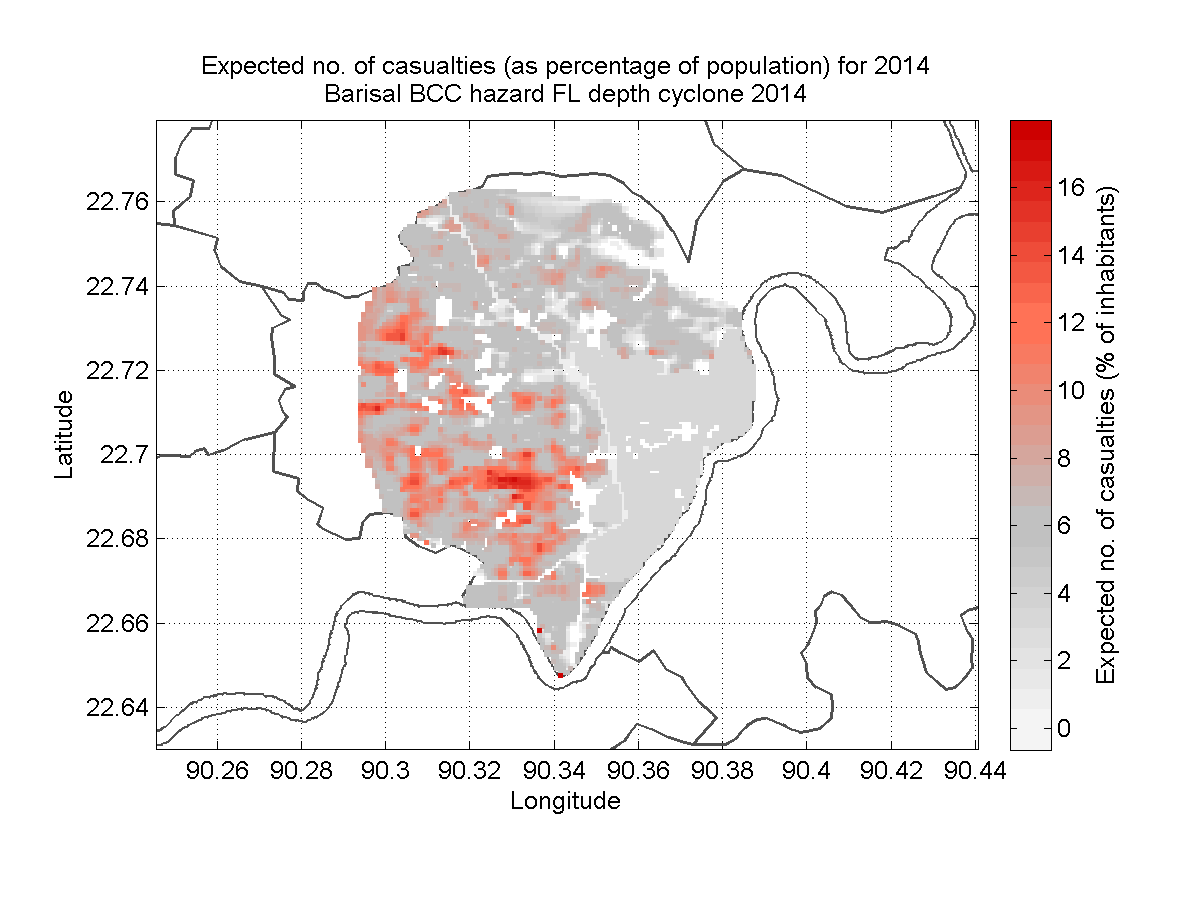 Expected no. of casualties (as percentage of population) for 2014
Barisal BCC hazard FL depth cyclone 2014
22.76
22.74
22.72
22.7
22.68
22.66
22.64
Latitude
90.26 90.28 90.3 90.32 90.34 90.36 90.38 90.4 90.42 90.44
Longitude
16
14
12
10
8
6
4
2
0
Expected no. of casualties (% of inhabitants)